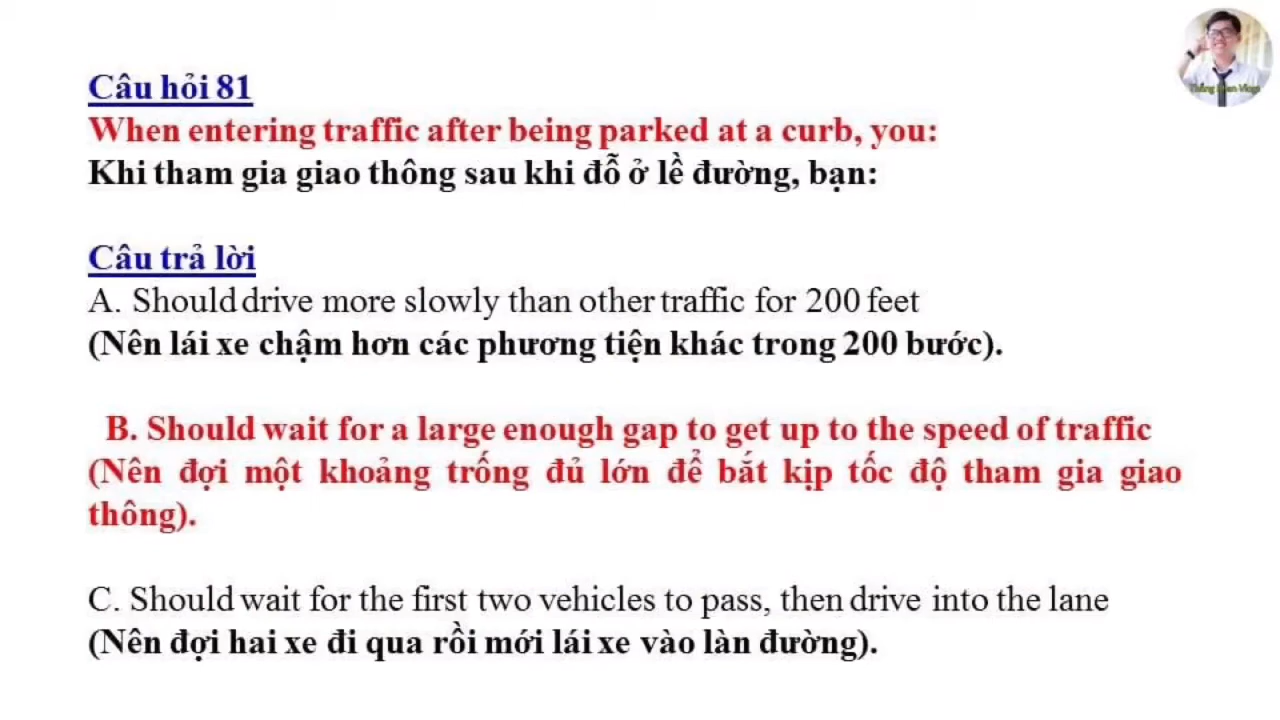 Câu hỏi 81
When entering traffic after being parked at a curb, you:
Khi tham gia giao thông sau khi đỗ ở lề đường, bạn:
Câu trả lời
A. Should drive more slowly than other traffic for 200 feet
(Nên lái xe chậm hơn các phương tiện khác trong 200 bước).
B. Should wait for a large enough gap to get up to the speed of traffic
(Nên đợi một khoảng trống đủ lớn để bắt kịp tốc độ tham gia giao
thông).
C. Should wait for the first two vehicles to pass, then drive into the lane
(Nên đợi hai xe đi qua rồi mới lái xe vào làn đường).